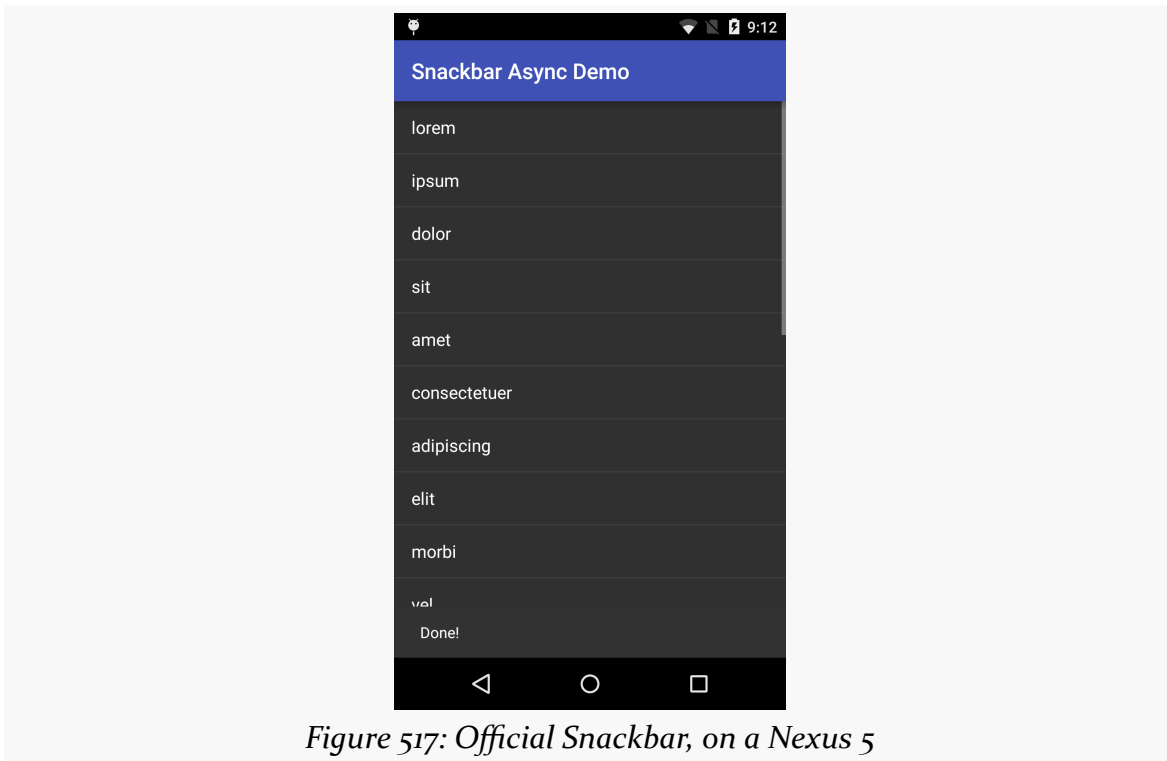 9:12
Snackbar Async Demo
lorem
ipsum
dolor
sit
amet
consectetuer
adipiscing
elit
morbi
vel
Done!
Figure 517: Official Snackbar, on a Nexus 5